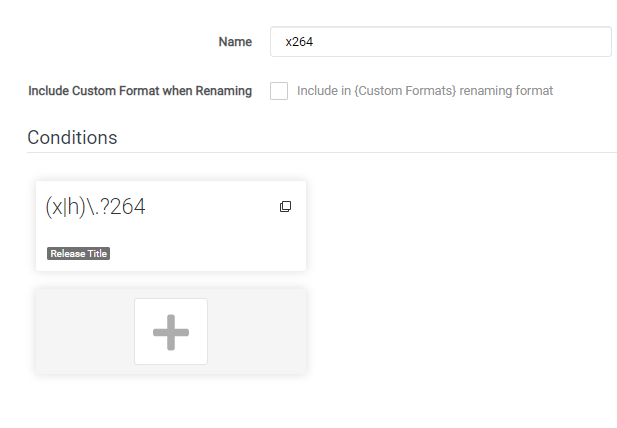 Name
x264
Include Custom Format when Renaming
Include in {Custom Formats} renaming format
Conditions
(x|h)\.?264
Release Title